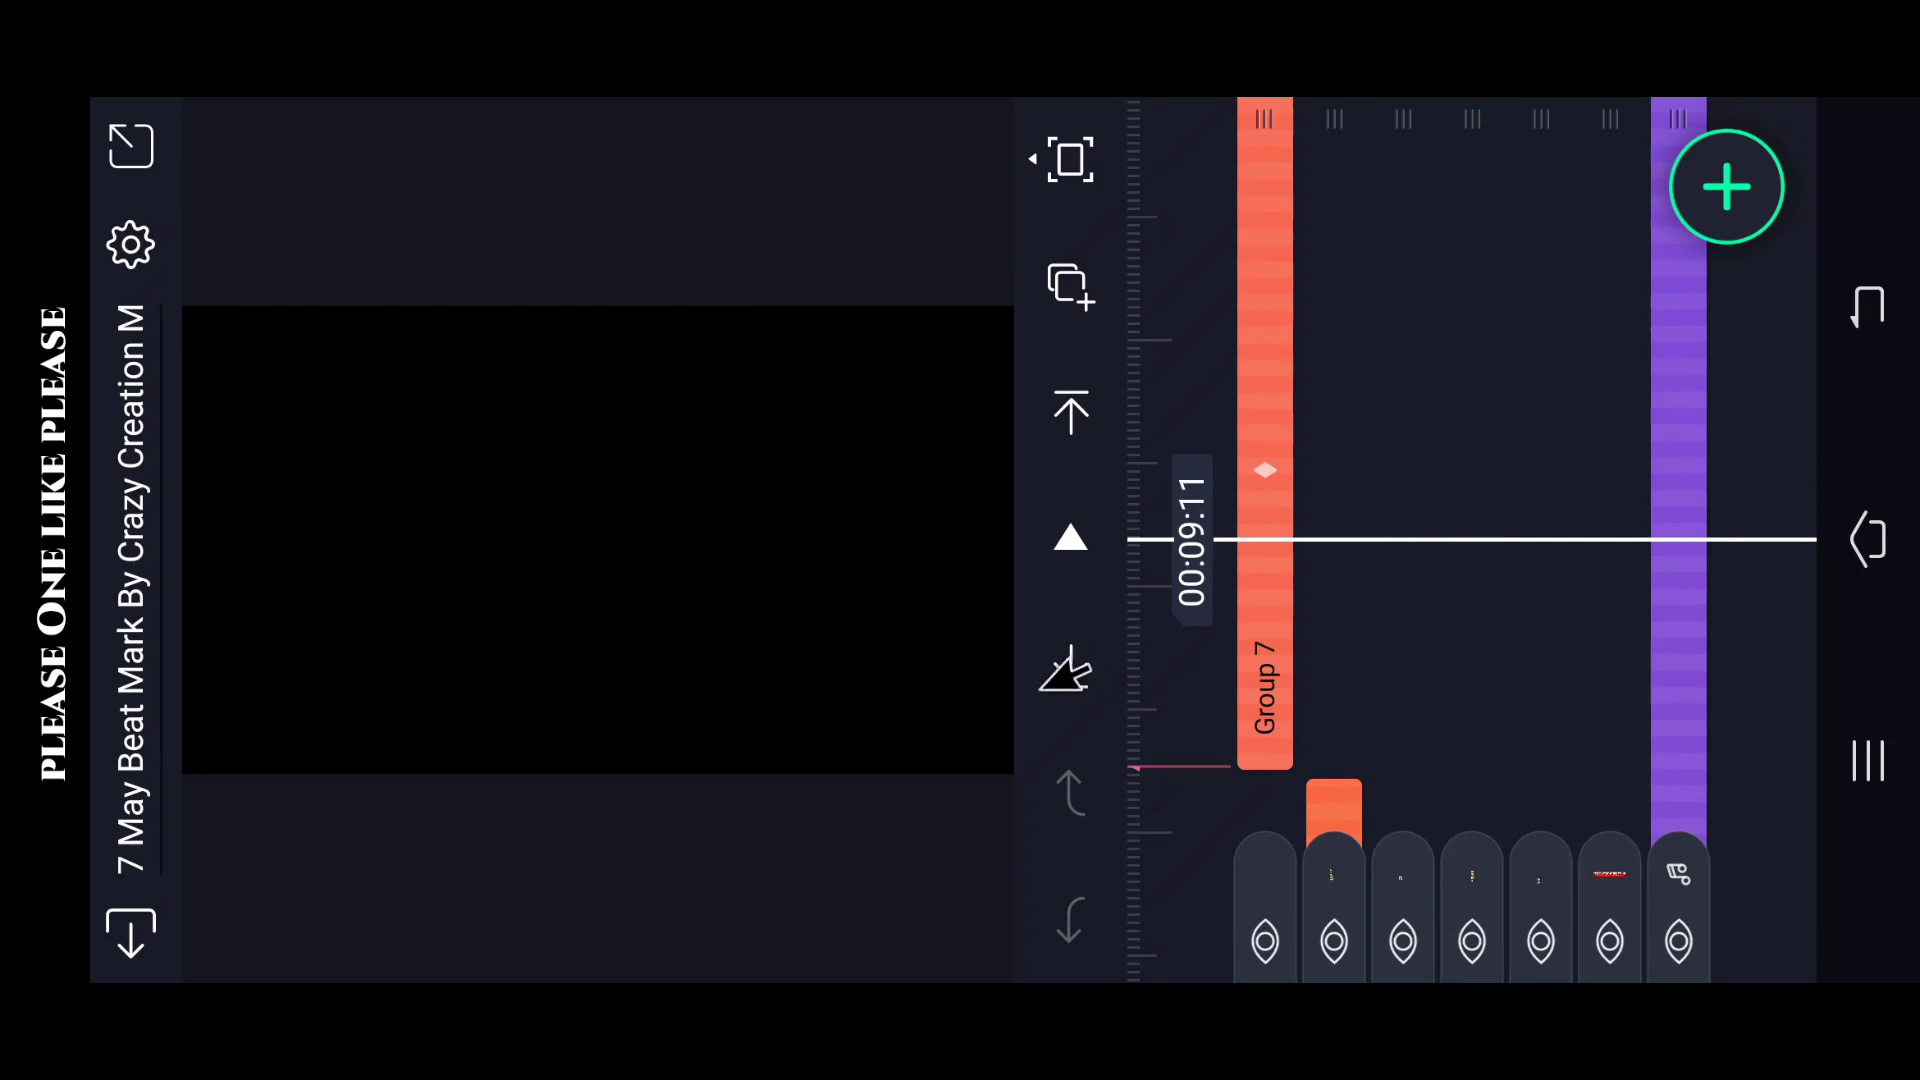 PLEASE ONE LIKE PLEASE
7 May Beat Mark By Crazy Creation M
00:09:11
Group 7